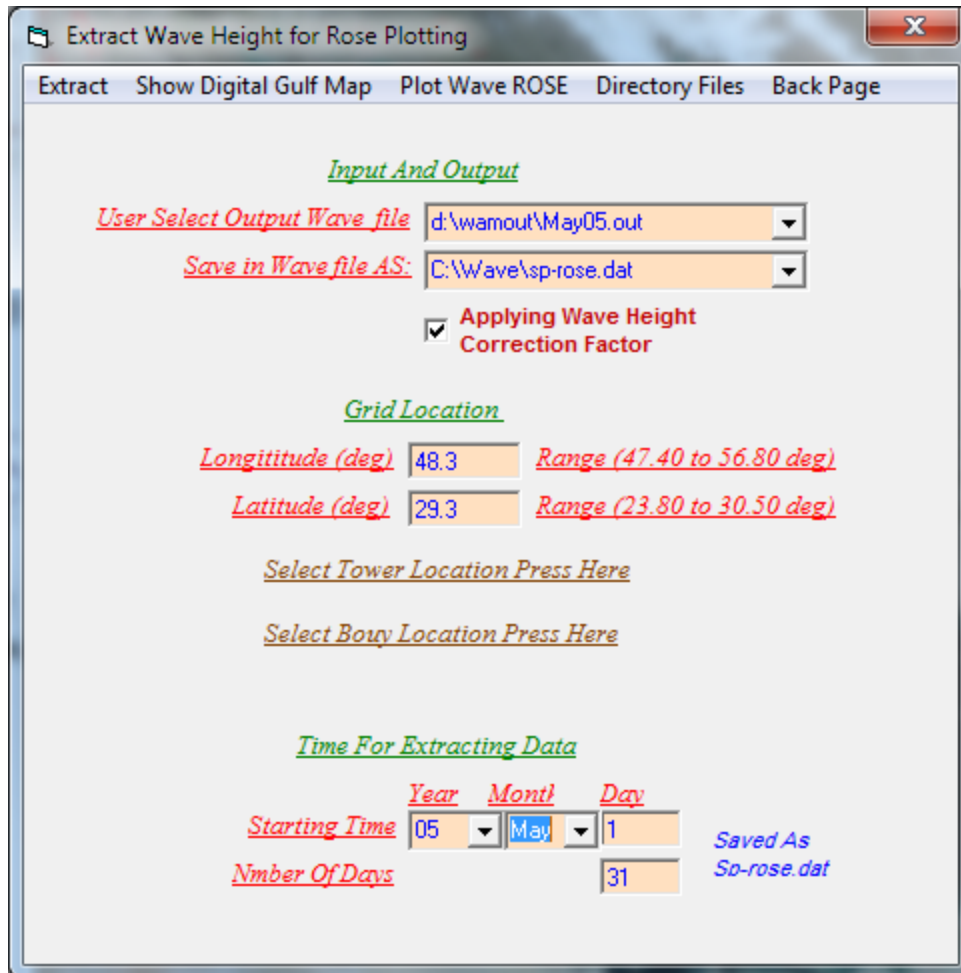 Extract Wave Height for Rose Plotting
Extract Show Digital Gulf Map Plot Wave ROSE Directory Files Back Page
Input And Output
User Select Output Wave file d:\wamout\May05.out
Save in Wave file AS: C:\Wave\sp-rose.dat
Applying Wave Height
Correction Factor
Grid Location
Longititude (deg) 48.3 Range (47.40 to 56.80 deg)
Latitude (deg) 29.3 Range (23.80 to 30.50 deg)
Select Tower Location Press Here
Select Bouy Location Press Here
Time For Extracting Data
Year Month Day
Starting Time 05 May 1
Nmber Of Days 31
Saved As
Sp-rose.dat